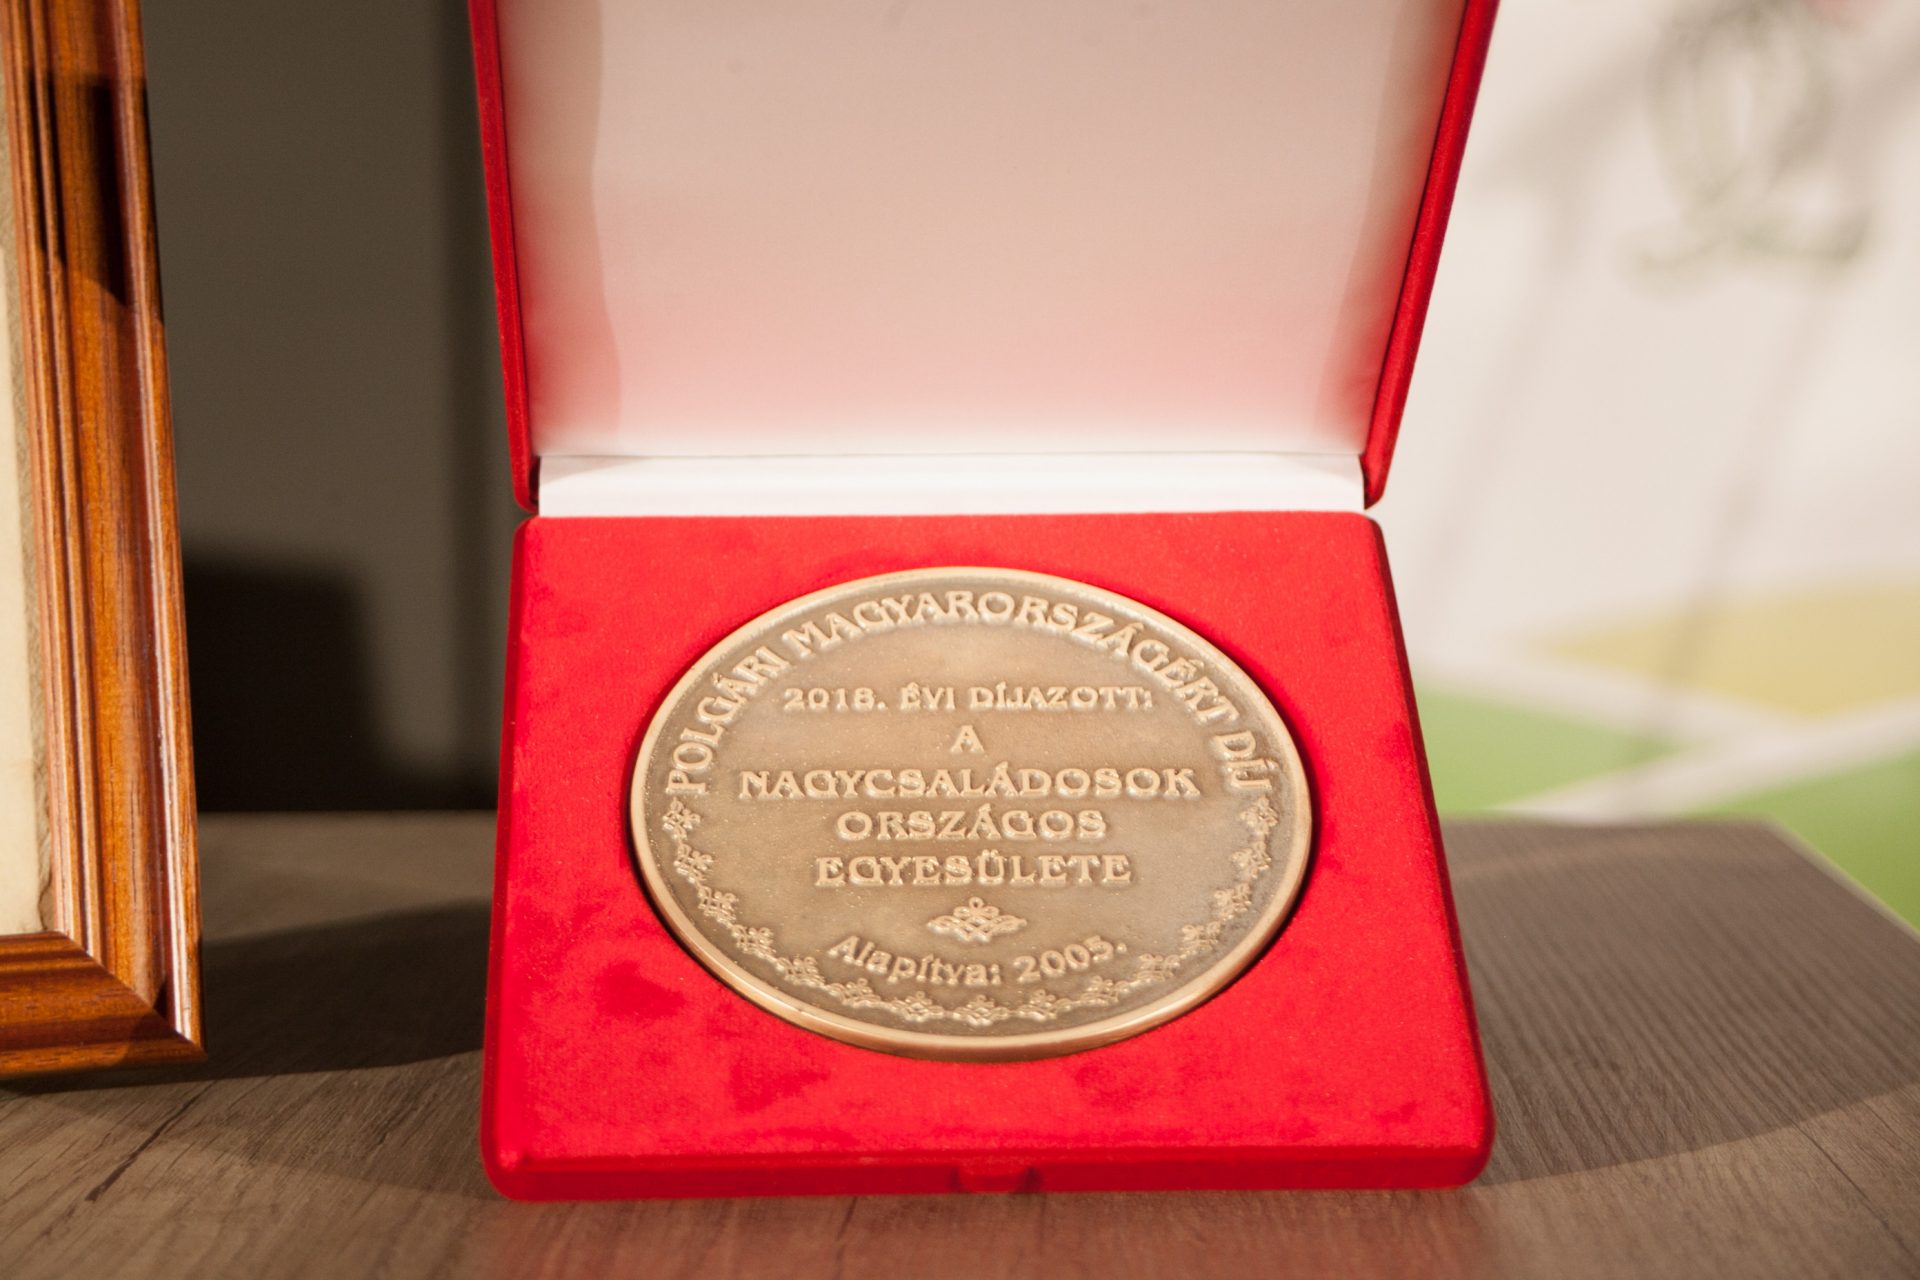 POLGÁRI MAGYARORSZÁGÉRT DÍJ
2018. ÉVI DÍJAZOTT:
A
NAGYCSALÁDOSOK
ORSZÁGOS
EGYESÜLETE
Alapítva: 2005.